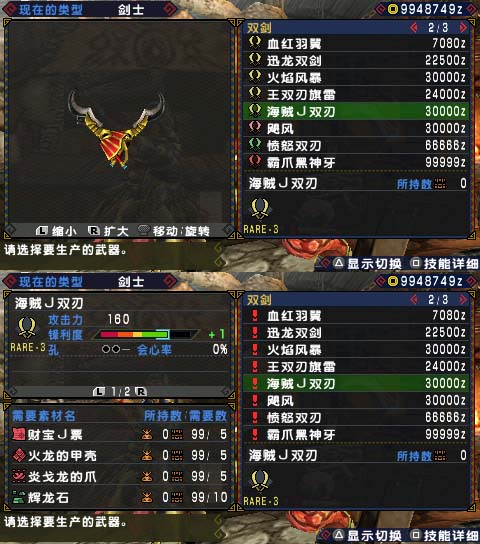 现在的类型 剑士 9948749z
双剑 2/3
血红羽翼 7080z
迅龙双剑 22500z
火焰风暴 30000z
王双刃旗雷 24000z
海贼J双刃 30000z
飓风 30000z
愤怒双刃 66666z
霸爪黑神牙 99999z
海贼J双刃 所持数 0
RARE-3
L 缩小 R 扩大 移动/旋转
请选择要生产的武器。
△显示切换 □技能详细
现在的类型 剑士 9948749z
海贼J双刃
RARE-3
攻击力 160
锋利度 +1
孔 ○○— 会心率 0%
L 1/2 R
需要素材名 所持数/需要数
财宝J票 0 99/ 5
火龙的甲壳 0 99/ 5
炎戈龙的爪 0 99/ 5
辉龙石 0 99/10
双剑 2/3
血红羽翼 7080z
迅龙双剑 22500z
火焰风暴 30000z
王双刃旗雷 24000z
海贼J双刃 30000z
飓风 30000z
愤怒双刃 66666z
霸爪黑神牙 99999z
海贼J双刃 所持数 0
RARE-3
请选择要生产的武器。
△显示切换 □技能详细